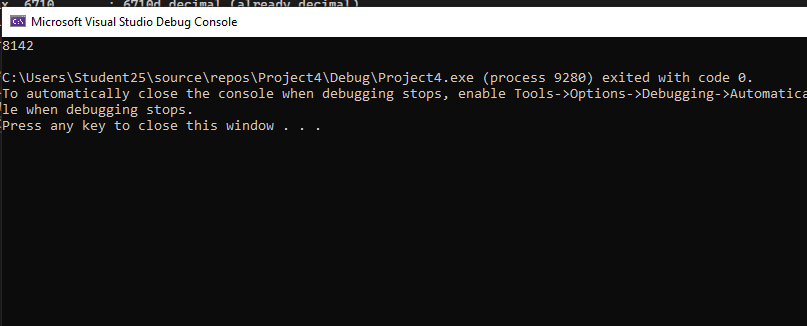 x 6710 : 6710d decimal (already decimal)
Microsoft Visual Studio Debug Console
8142
C:\Users\Student25\source\repos\Project4\Debug\Project4.exe (process 9280) exited with code 0.
To automatically close the console when debugging stops, enable Tools->Options->Debugging->Automatica
le when debugging stops.
Press any key to close this window . . .